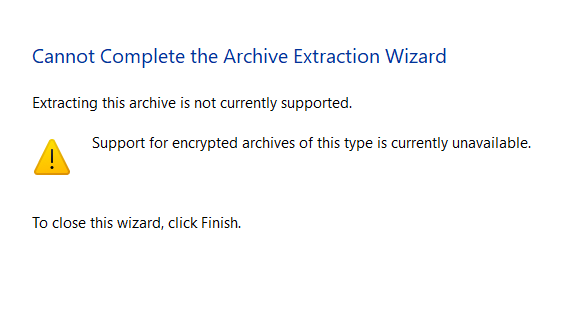 Cannot Complete the Archive Extraction Wizard
Extracting this archive is not currently supported.
Support for encrypted archives of this type is currently unavailable.
To close this wizard, click Finish.